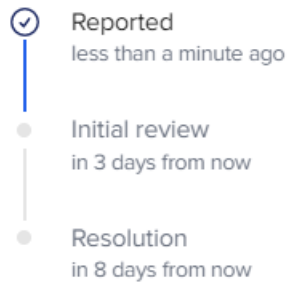 Reported
less than a minute ago
Initial review
in 3 days from now
Resolution
in 8 days from now